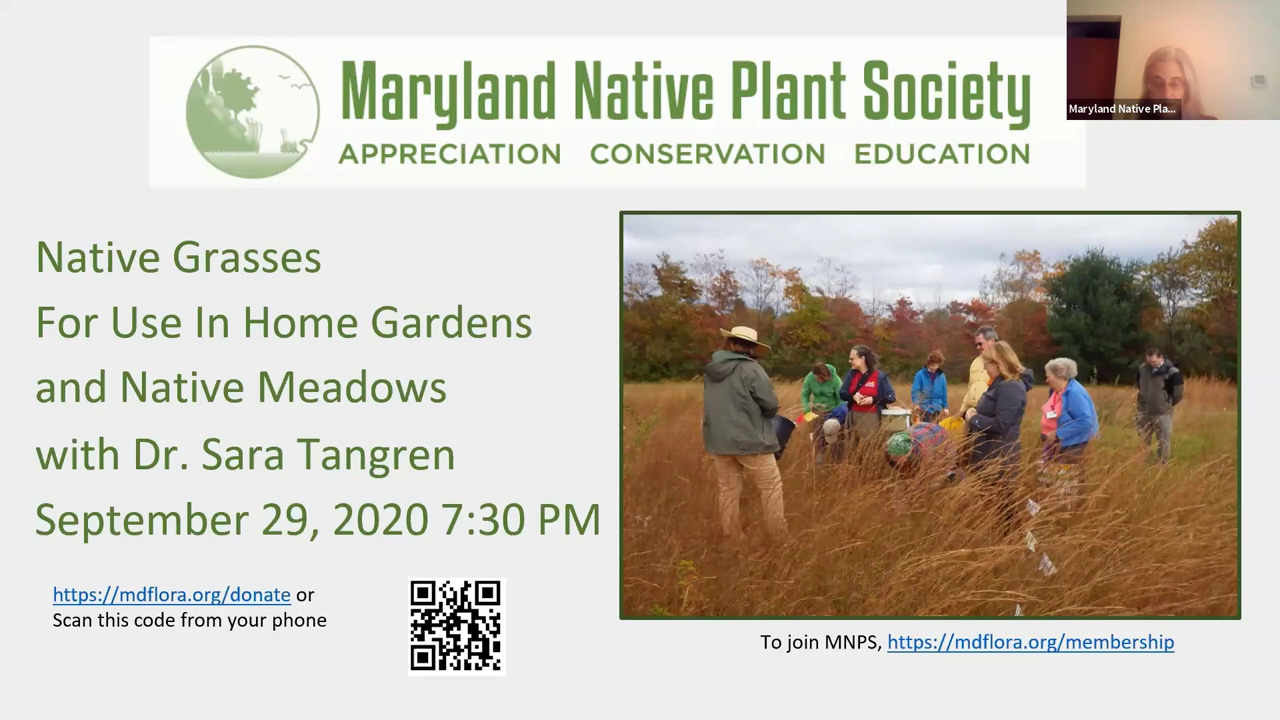 Maryland Native Plant Society
APPRECIATION CONSERVATION EDUCATION
Maryland Native Pla...
Native Grasses
For Use In Home Gardens
and Native Meadows
with Dr. Sara Tangren
September 29, 2020 7:30 PM
https://mdflora.org/donate or
Scan this code from your phone
To join MNPS, https://mdflora.org/membership